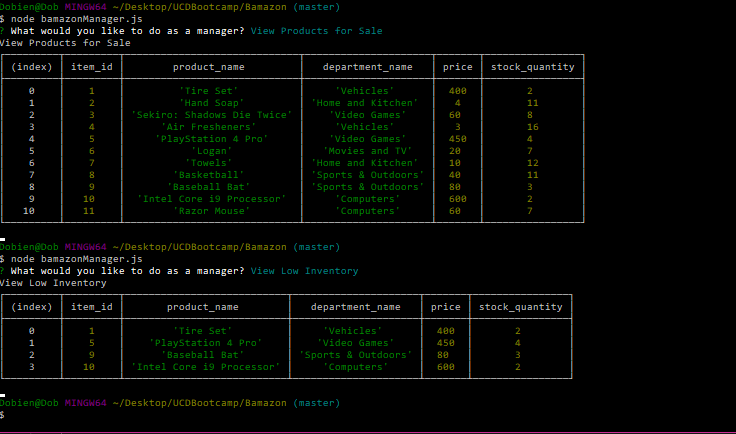 Dobien@Dob MINGW64 ~/Desktop/UCDBootcamp/Bamazon (master)
$ node bamazonManager.js
? What would you like to do as a manager? View Products for Sale
View Products for Sale
(index) item_id product_name department_name price stock_quantity
0 1 'Tire Set' 'Vehicles' 400 2
1 2 'Hand Soap' 'Home and Kitchen' 4 11
2 3 'Sekiro: Shadows Die Twice' 'Video Games' 60 8
3 4 'Air Fresheners' 'Vehicles' 3 16
4 5 'PlayStation 4 Pro' 'Video Games' 450 4
5 6 'Logan' 'Movies and TV' 20 7
6 7 'Towels' 'Home and Kitchen' 10 12
7 8 'Basketball' 'Sports & Outdoors' 40 11
8 9 'Baseball Bat' 'Sports & Outdoors' 80 3
9 10 'Intel Core i9 Processor' 'Computers' 600 2
10 11 'Razor Mouse' 'Computers' 60 7
Dobien@Dob MINGW64 ~/Desktop/UCDBootcamp/Bamazon (master)
$ node bamazonManager.js
? What would you like to do as a manager? View Low Inventory
View Low Inventory
(index) item_id product_name department_name price stock_quantity
0 1 'Tire Set' 'Vehicles' 400 2
1 5 'PlayStation 4 Pro' 'Video Games' 450 4
2 9 'Baseball Bat' 'Sports & Outdoors' 80 3
3 10 'Intel Core i9 Processor' 'Computers' 600 2
Dobien@Dob MINGW64 ~/Desktop/UCDBootcamp/Bamazon (master)
$